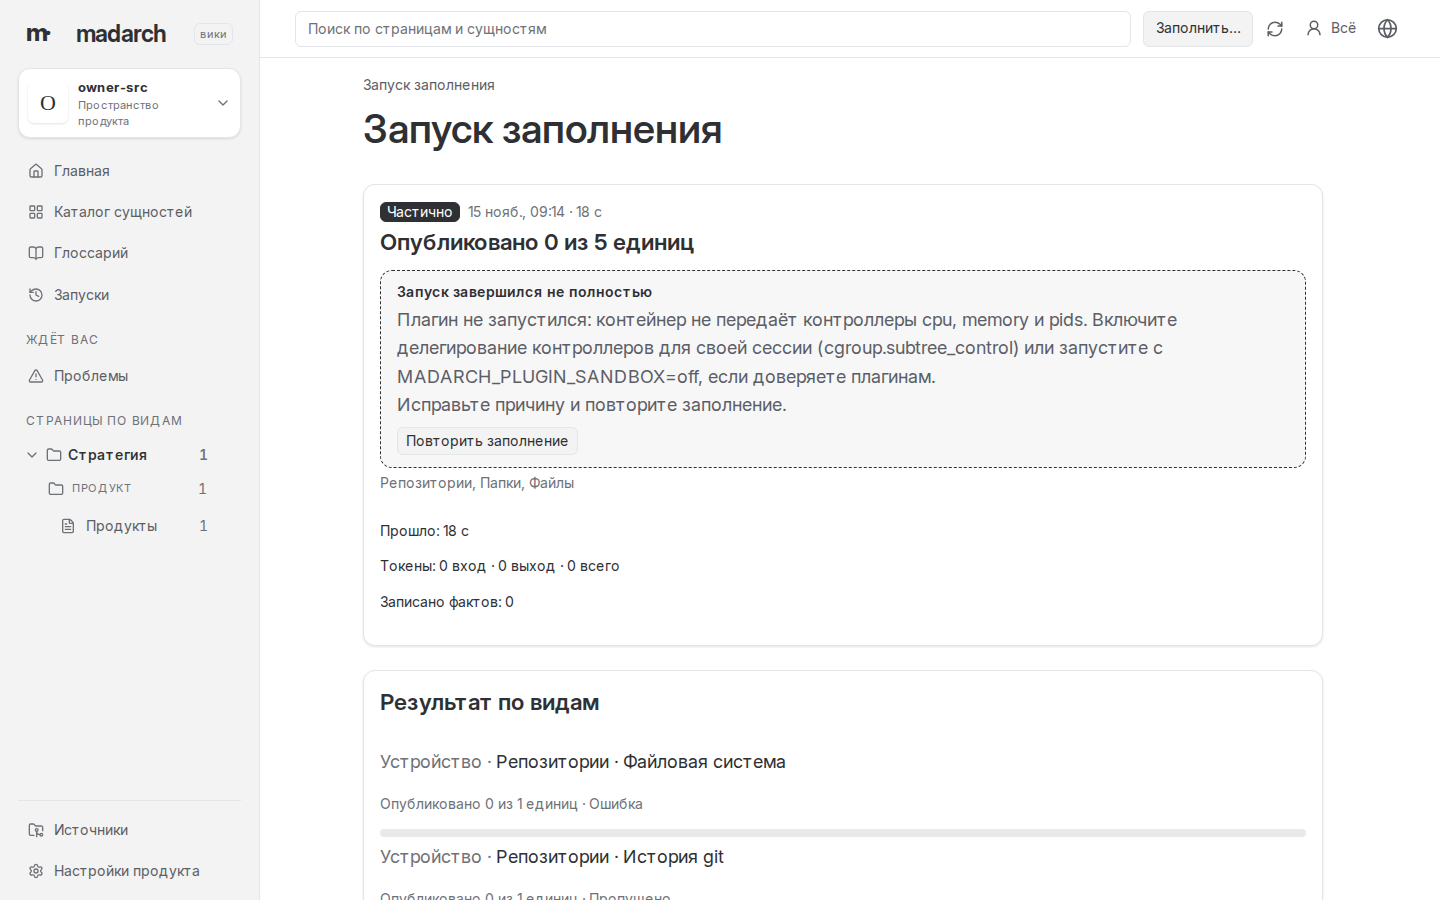 m·
madarch
вики
O
owner-src
Пространство
продукта
Главная
Каталог сущностей
Глоссарий
Запуски
ЖДЁТ ВАС
Проблемы
СТРАНИЦЫ ПО ВИДАМ
Стратегия 1
ПРОДУКТ 1
Продукты 1
Источники
Настройки продукта
Поиск по страницам и сущностям
Заполнить...
Всё
Запуск заполнения
Запуск заполнения
Частично 15 нояб., 09:14 · 18 с
Опубликовано 0 из 5 единиц
Запуск завершился не полностью
Плагин не запустился: контейнер не передаёт контроллеры cpu, memory и pids. Включите
делегирование контроллеров для своей сессии (cgroup.subtree_control) или запустите с
MADARCH_PLUGIN_SANDBOX=off, если доверяете плагинам.
Исправьте причину и повторите заполнение.
Повторить заполнение
Репозитории, Папки, Файлы
Прошло: 18 с
Токены: 0 вход · 0 выход · 0 всего
Записано фактов: 0
Результат по видам
Устройство · Репозитории · Файловая система
Опубликовано 0 из 1 единиц · Ошибка
Устройство · Репозитории · История git
Опубликовано 0 из 1 единиц · Пропущено